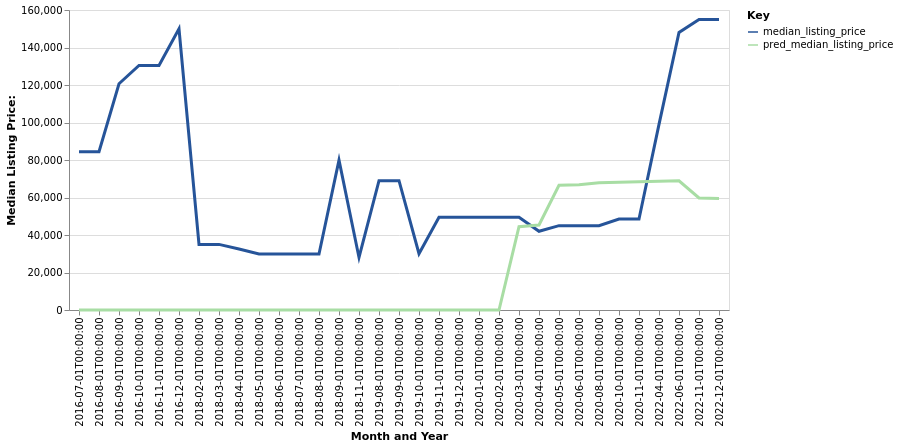 160,000
140,000
120,000
100,000
80,000
60,000
40,000
20,000
0
Median Listing Price:
2016-07-01T00:00:00
2016-08-01T00:00:00
2016-09-01T00:00:00
2016-10-01T00:00:00
2016-11-01T00:00:00
2016-12-01T00:00:00
2018-02-01T00:00:00
2018-03-01T00:00:00
2018-04-01T00:00:00
2018-05-01T00:00:00
2018-06-01T00:00:00
2018-07-01T00:00:00
2018-08-01T00:00:00
2018-09-01T00:00:00
2018-11-01T00:00:00
2019-08-01T00:00:00
2019-09-01T00:00:00
2019-10-01T00:00:00
2019-11-01T00:00:00
2019-12-01T00:00:00
2020-01-01T00:00:00
2020-02-01T00:00:00
2020-03-01T00:00:00
2020-04-01T00:00:00
2020-05-01T00:00:00
2020-06-01T00:00:00
2020-08-01T00:00:00
2020-10-01T00:00:00
2020-11-01T00:00:00
2022-04-01T00:00:00
2022-06-01T00:00:00
2022-11-01T00:00:00
2022-12-01T00:00:00
Month and Year
Key
median_listing_price
pred_median_listing_price